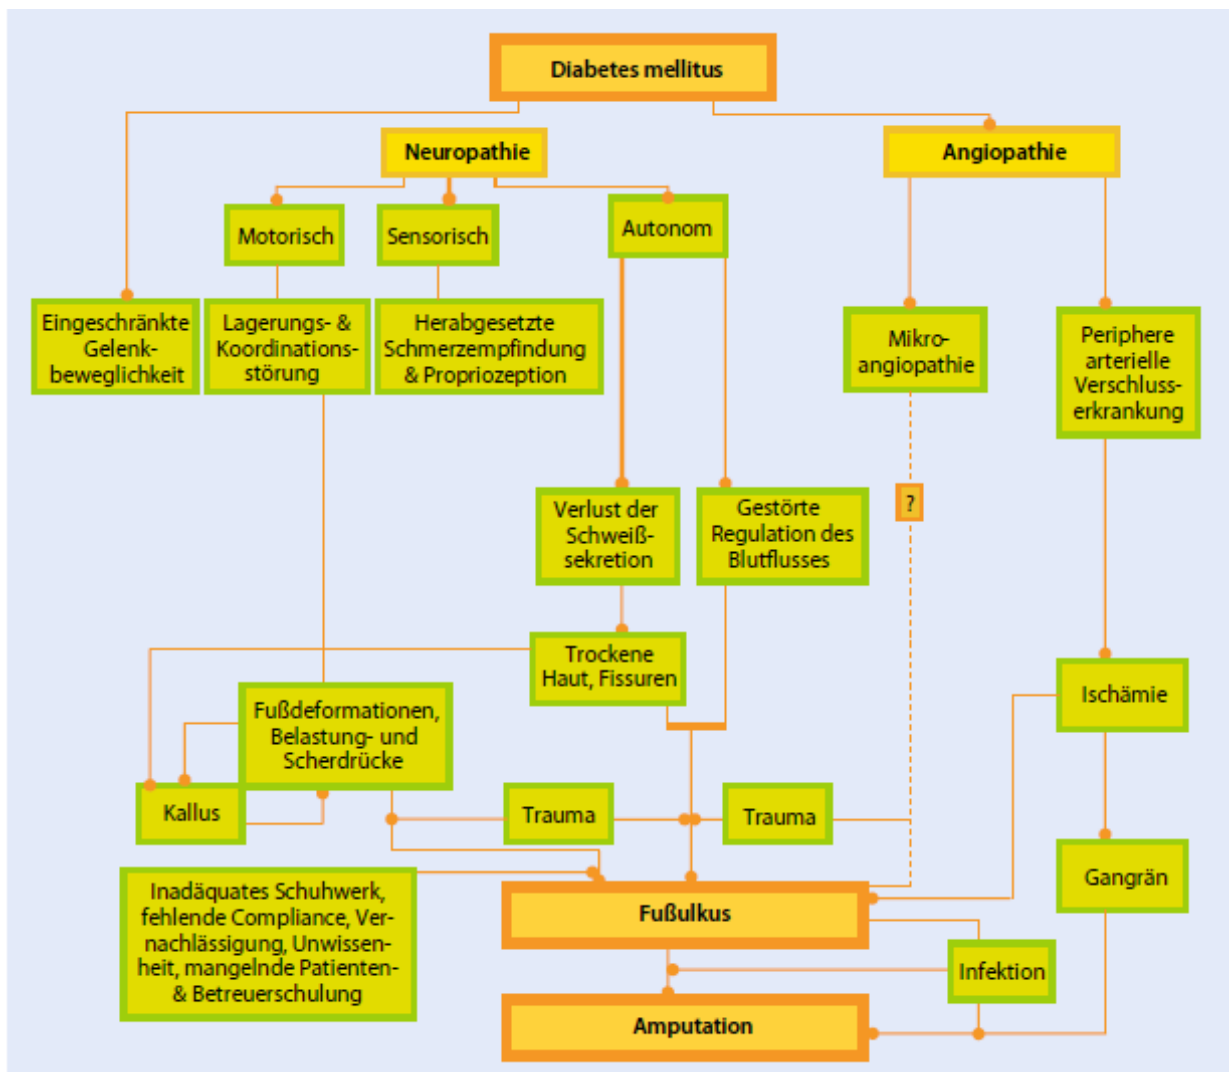 Diabetes mellitus
Neuropathie
Angiopathie
Motorisch
Sensorisch
Autonom
Eingeschränkte
Gelenk-
beweglichkeit
Lagerungs- &
Koordinations-
störung
Herabgesetzte
Schmerzempfindung
& Propriozeption
Mikro-
angiopathie
Periphere
arterielle
Verschluss-
erkrankung
?
Verlust der
Schweiß-
sekretion
Gestörte
Regulation des
Blutflusses
Trockene
Haut, Fissuren
Ischämie
Fußdeformationen,
Belastung- und
Scherdrücke
Kallus
Trauma
Trauma
Gangrän
Inadäquates Schuhwerk,
fehlende Compliance, Ver-
nachlässigung, Unwissen-
heit, mangelnde Patienten-
& Betreuerschulung
Fußulkus
Infektion
Amputation